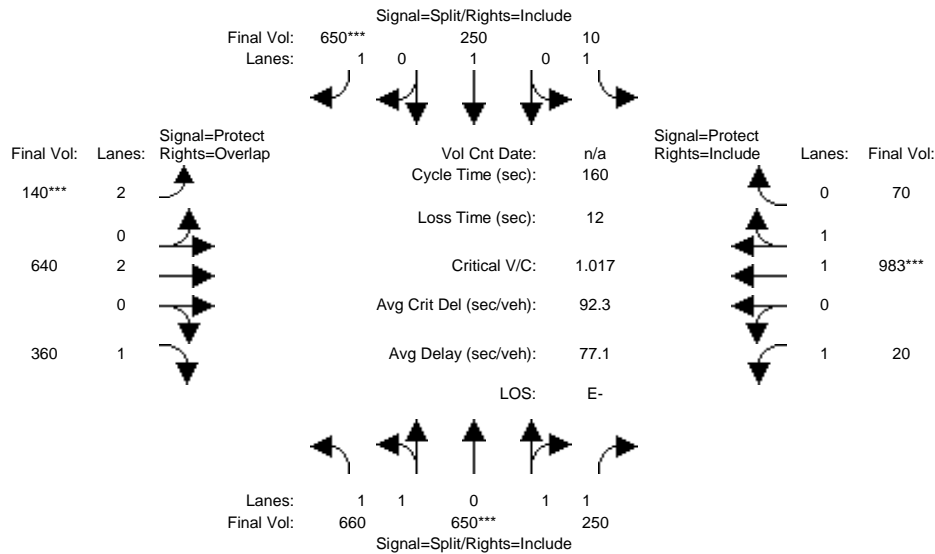 Signal=Split/Rights=Include
Final Vol: 650*** 250 10
Lanes: 1 0 1 0 1
Signal=Protect
Final Vol: Lanes: Rights=Overlap
Vol Cnt Date: n/a
Signal=Protect
Rights=Include Lanes: Final Vol:
Cycle Time (sec): 160
140*** 2
0 70
Loss Time (sec): 12
0
1
640 2
Critical V/C: 1.017
1 983***
0
Avg Crit Del (sec/veh): 92.3
0
360 1
Avg Delay (sec/veh): 77.1
1 20
LOS: E-
Lanes: 1 1 0 1 1
Final Vol: 660 650*** 250
Signal=Split/Rights=Include